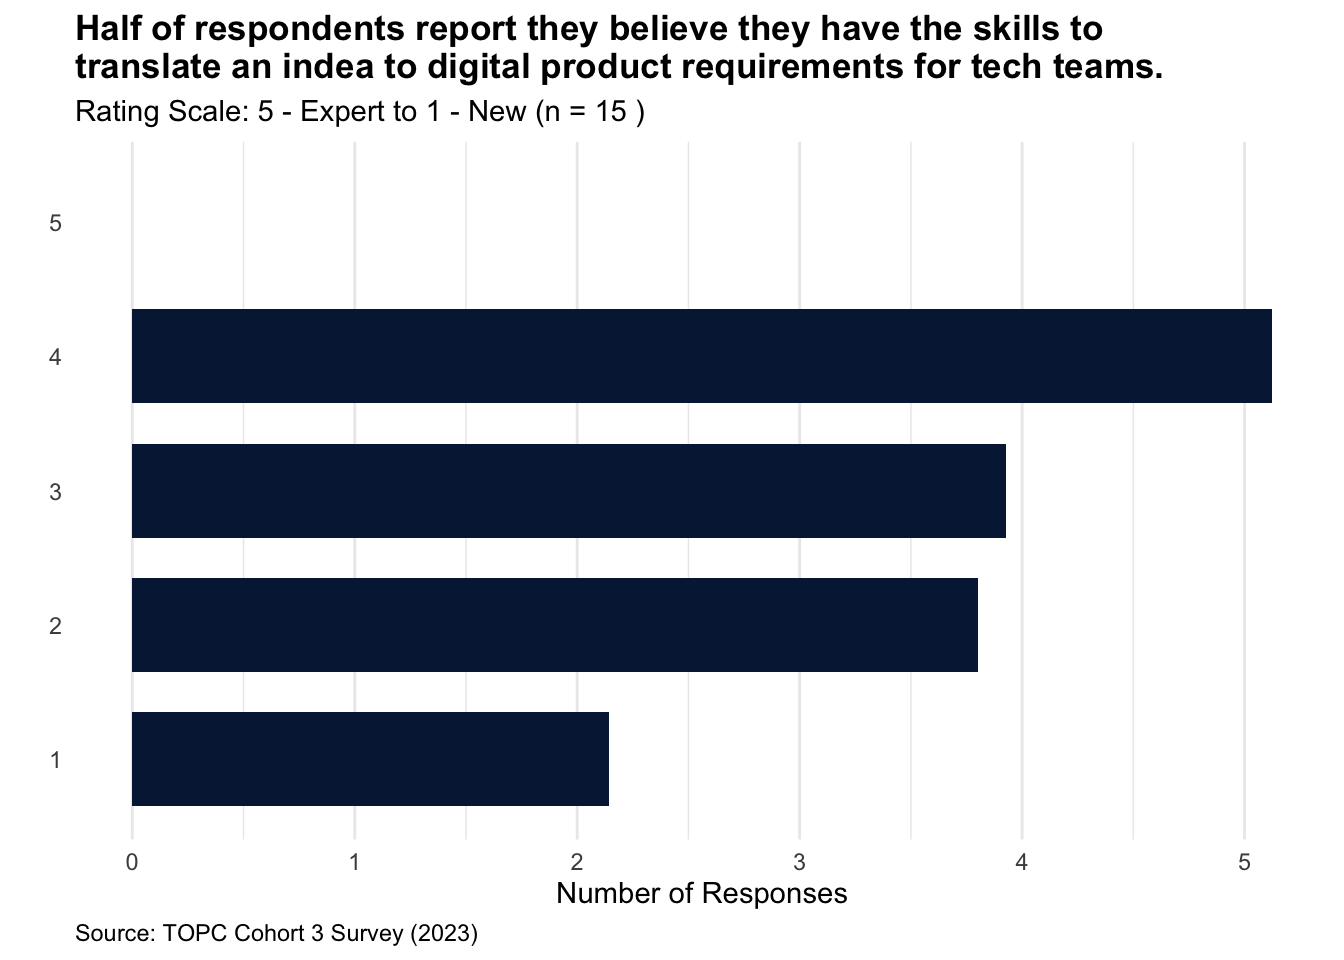 Half of respondents report they believe they have the skills to
translate an indea to digital product requirements for tech teams.
Rating Scale: 5 - Expert to 1 - New (n = 15 )
5
4
3
2
1
0 1 2 3 4 5
Number of Responses
Source: TOPC Cohort 3 Survey (2023)